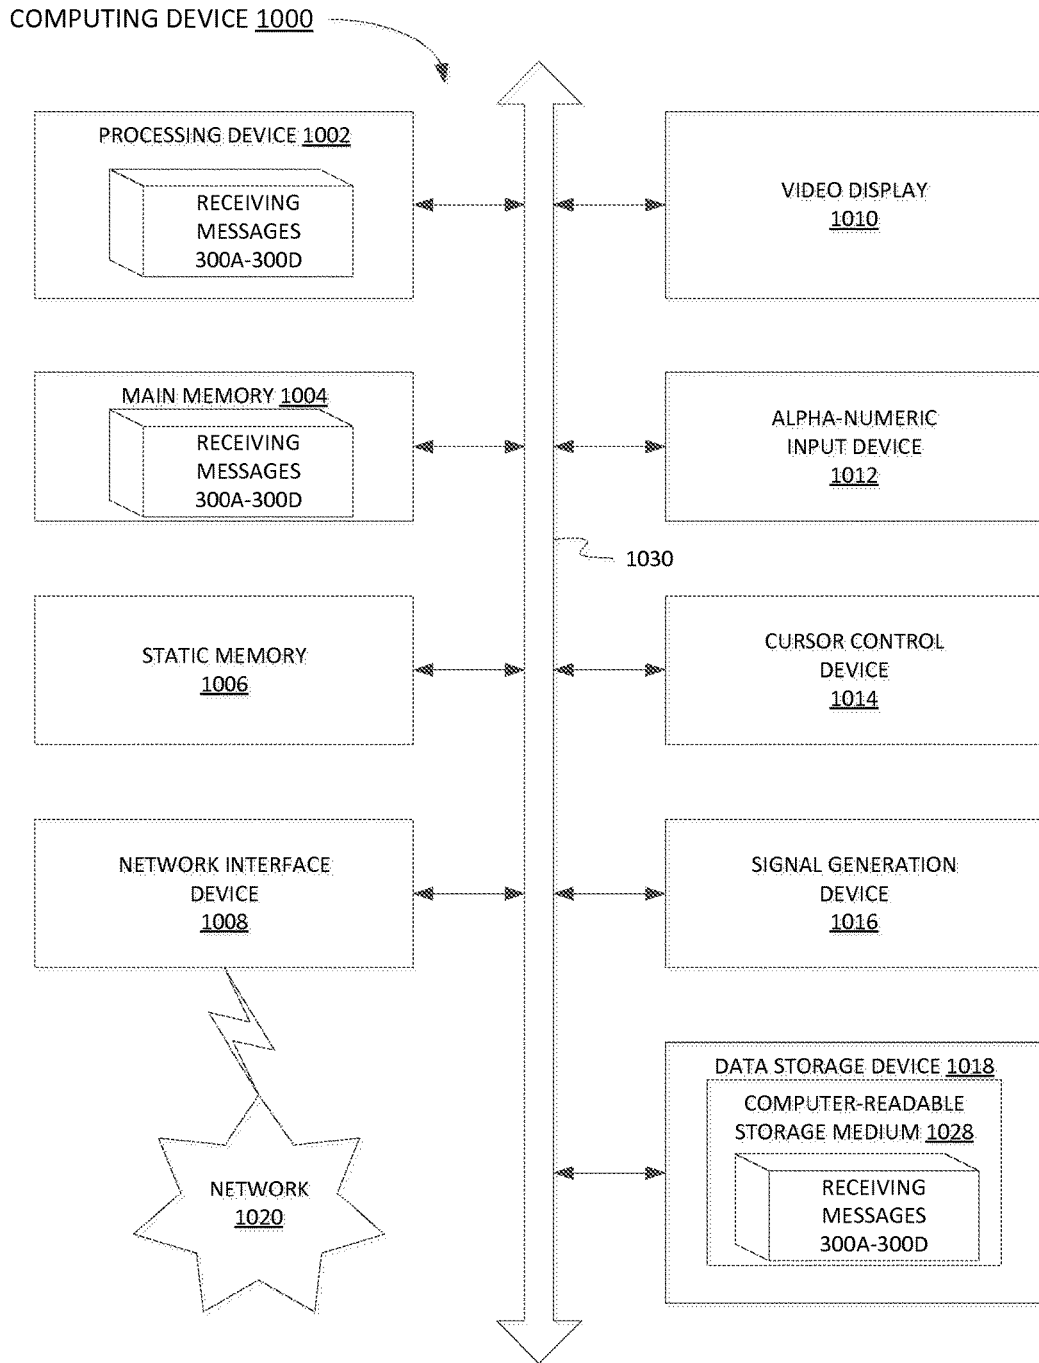 COMPUTING DEVICE 1000
PROCESSING DEVICE 1002
RECEIVING
MESSAGES
300A-300D
VIDEO DISPLAY
1010
MAIN MEMORY 1004
RECEIVING
MESSAGES
300A-300D
ALPHA-NUMERIC
INPUT DEVICE
1012
1030
STATIC MEMORY
1006
CURSOR CONTROL
DEVICE
1014
NETWORK INTERFACE
DEVICE
1008
SIGNAL GENERATION
DEVICE
1016
DATA STORAGE DEVICE 1018
COMPUTER-READABLE
STORAGE MEDIUM 1028
RECEIVING
MESSAGES
300A-300D
NETWORK
1020